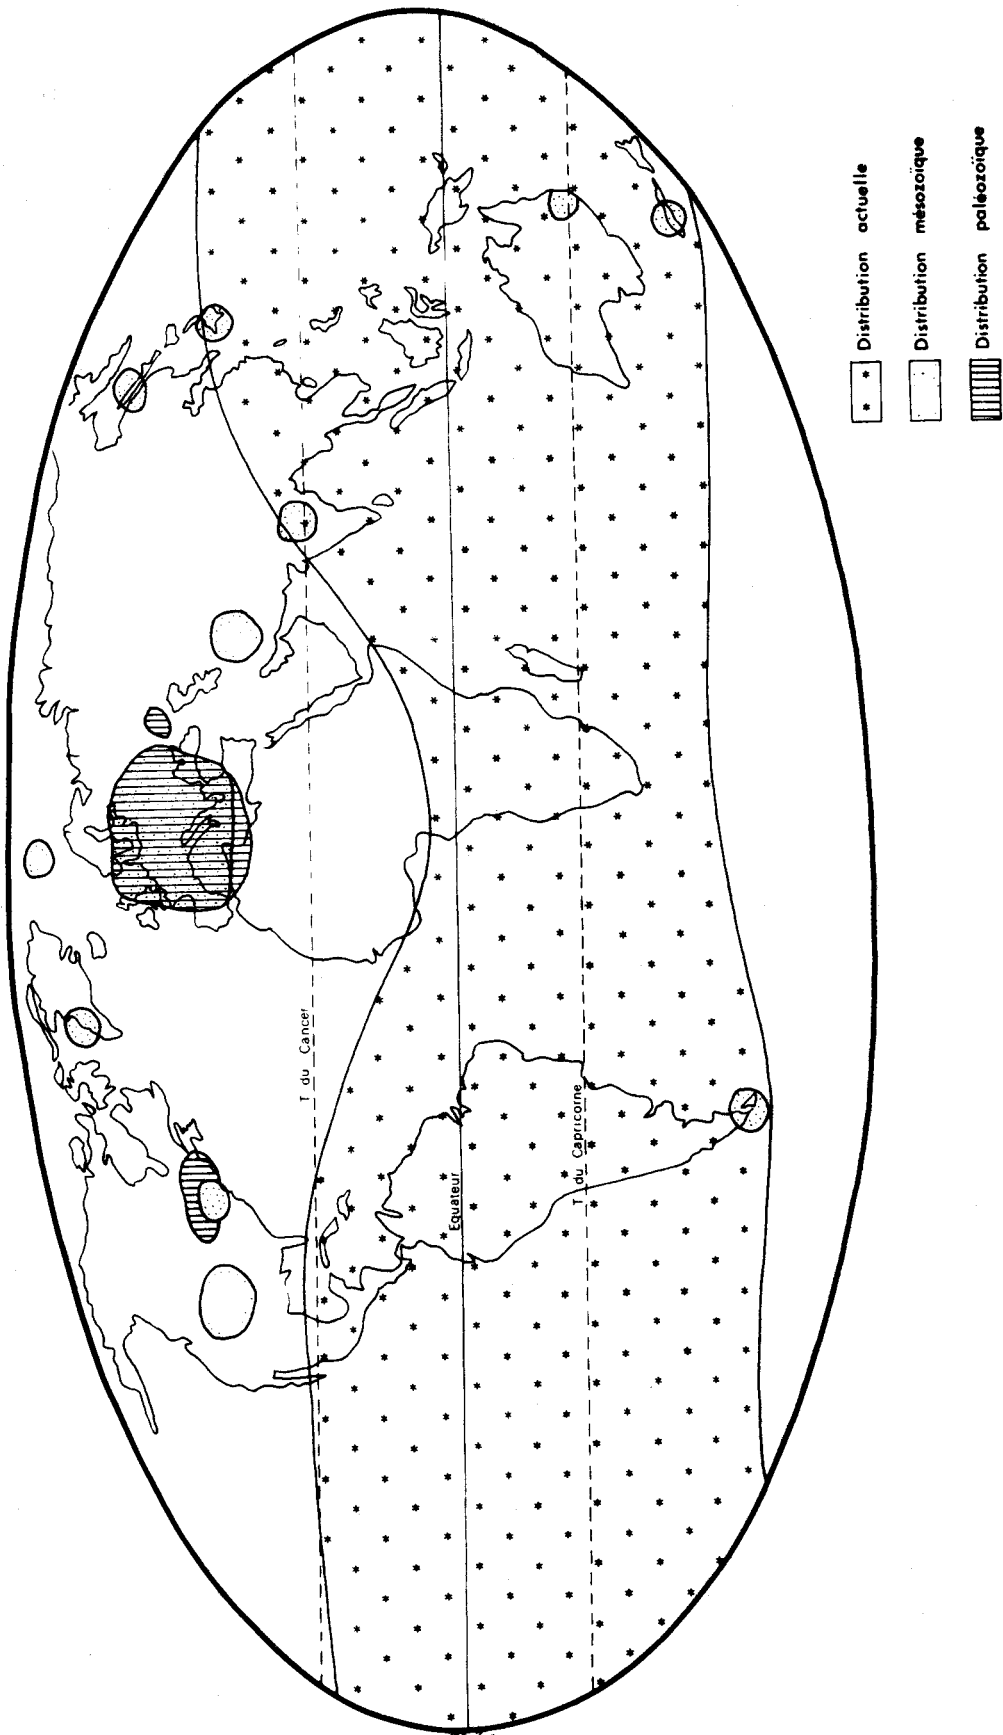 T du Cancer
Equateur
T du Capricorne
Distribution actuelle
Distribution mésozoïque
Distribution paléozoïque